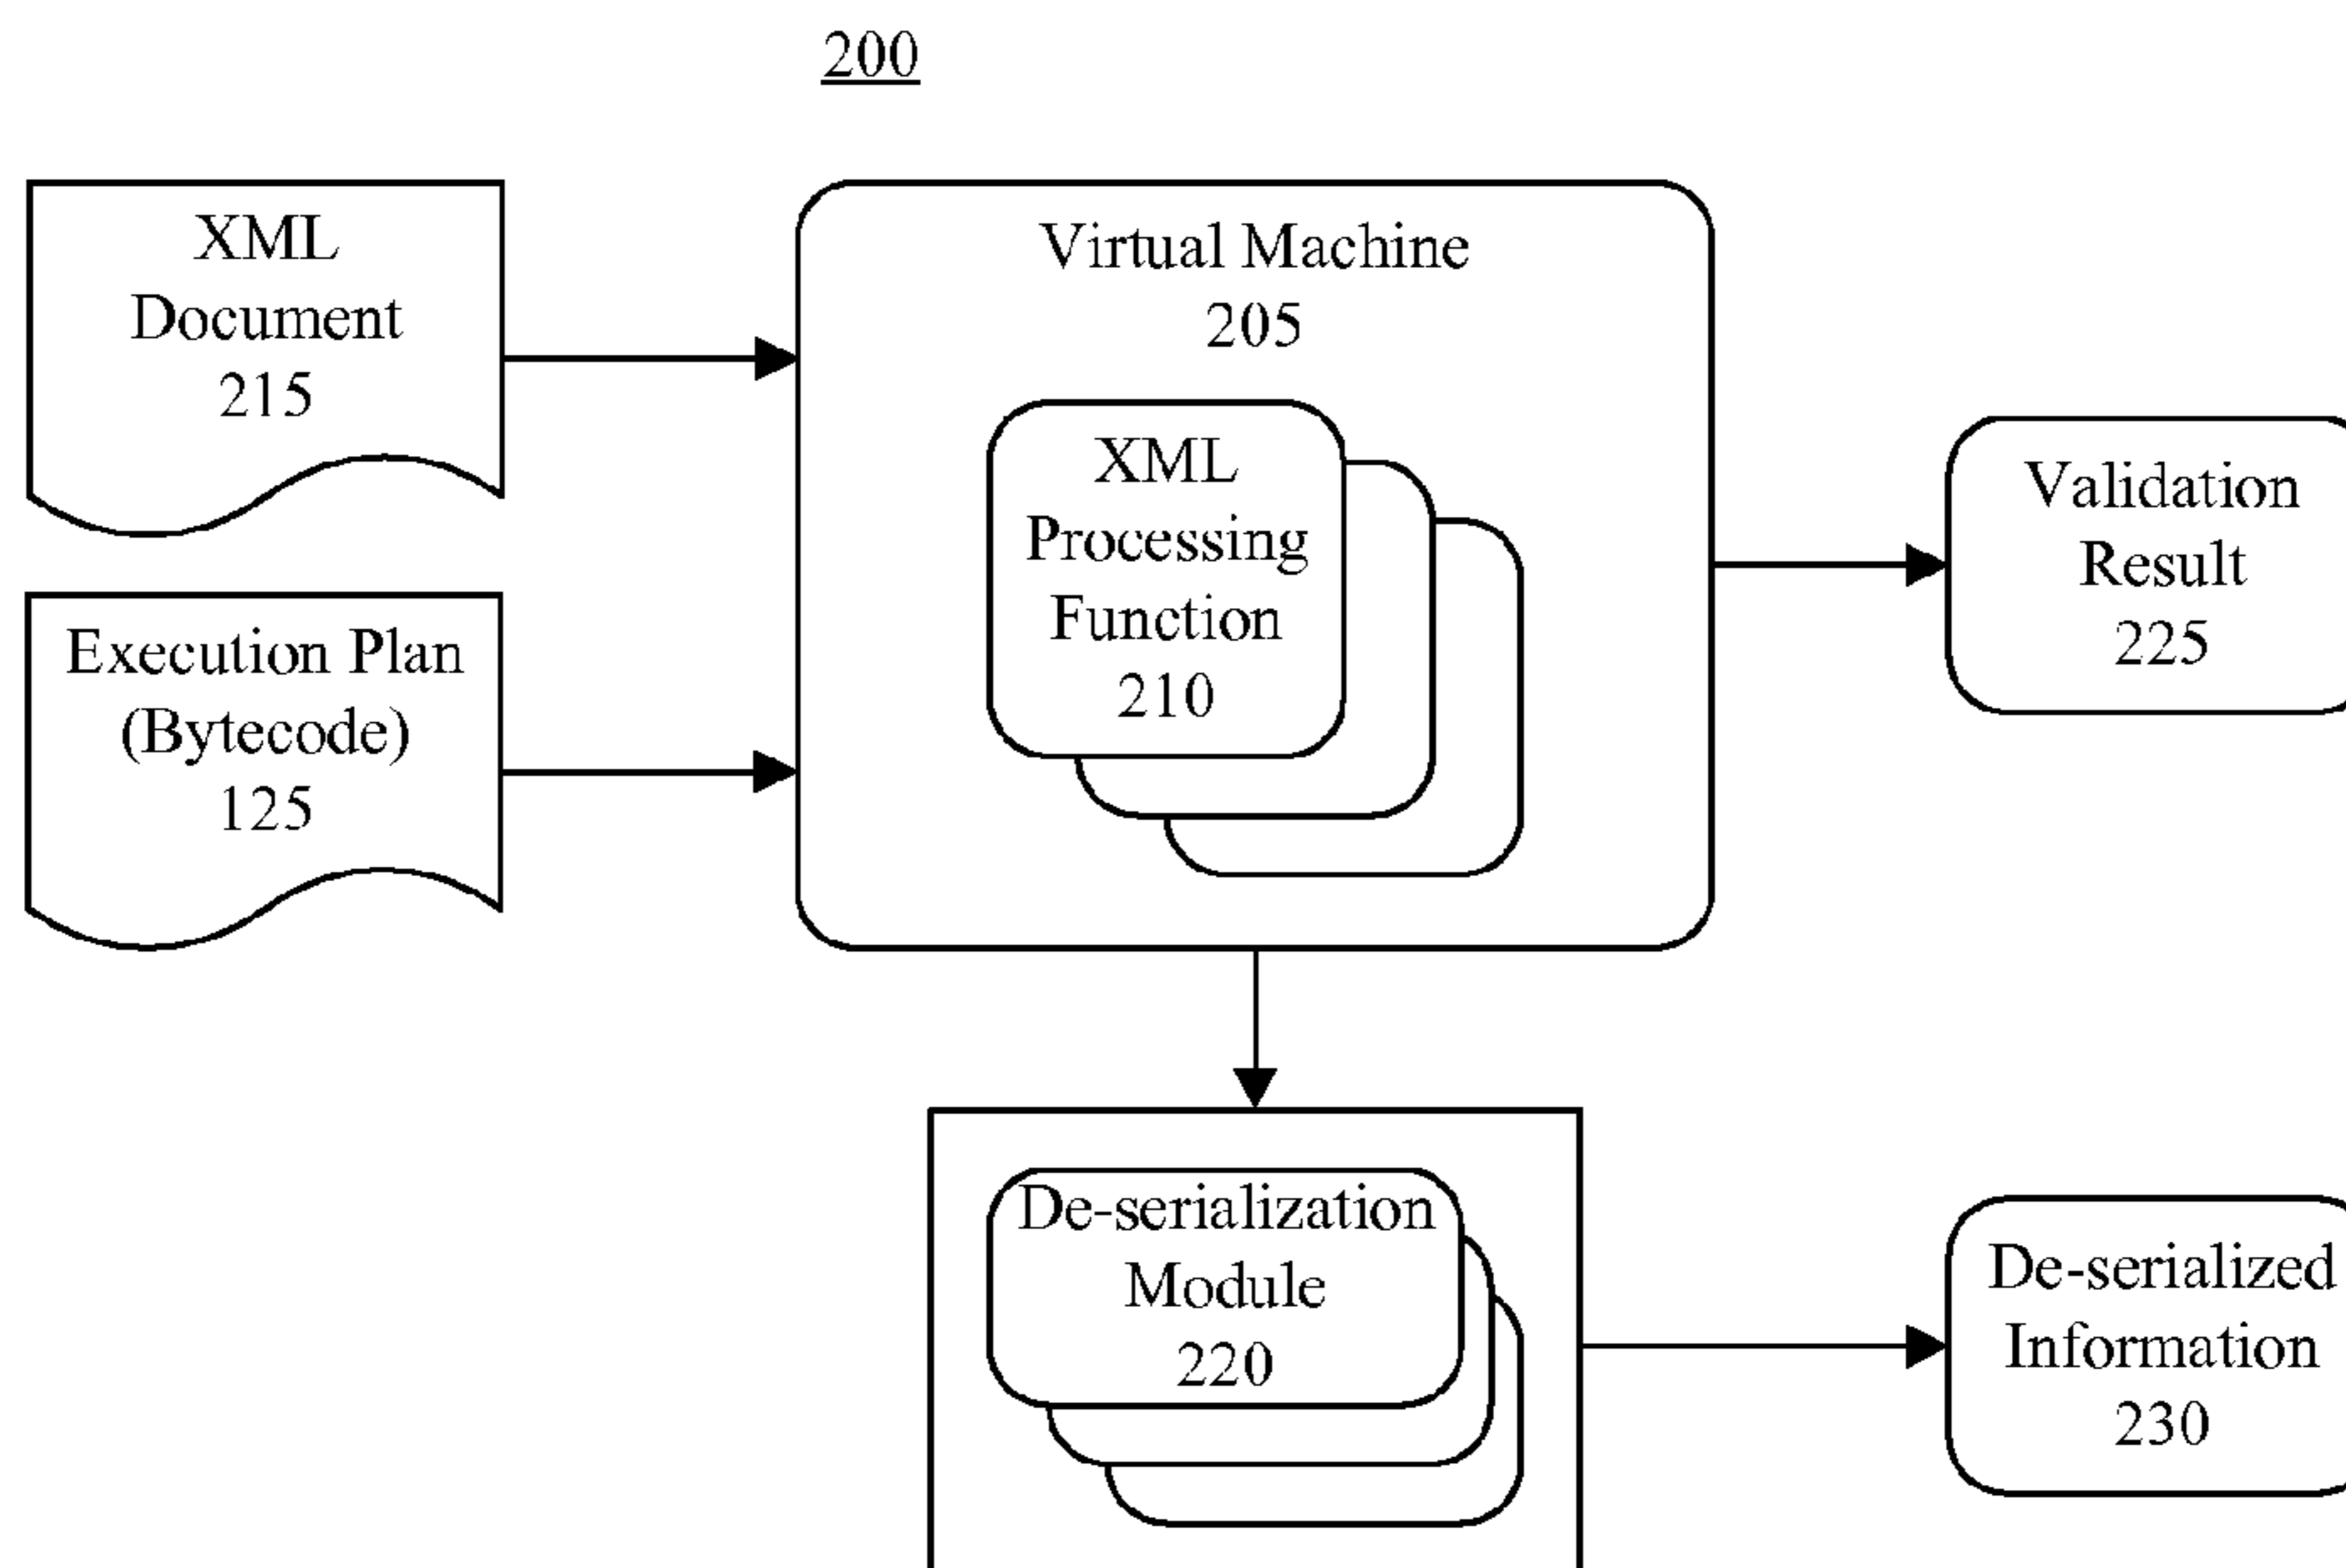 200
XML
Document
215
Execution Plan
(Bytecode)
125
Virtual Machine
205
XML
Processing
Function
210
Validation
Result
225
De-serialization
Module
220
De-serialized
Information
230